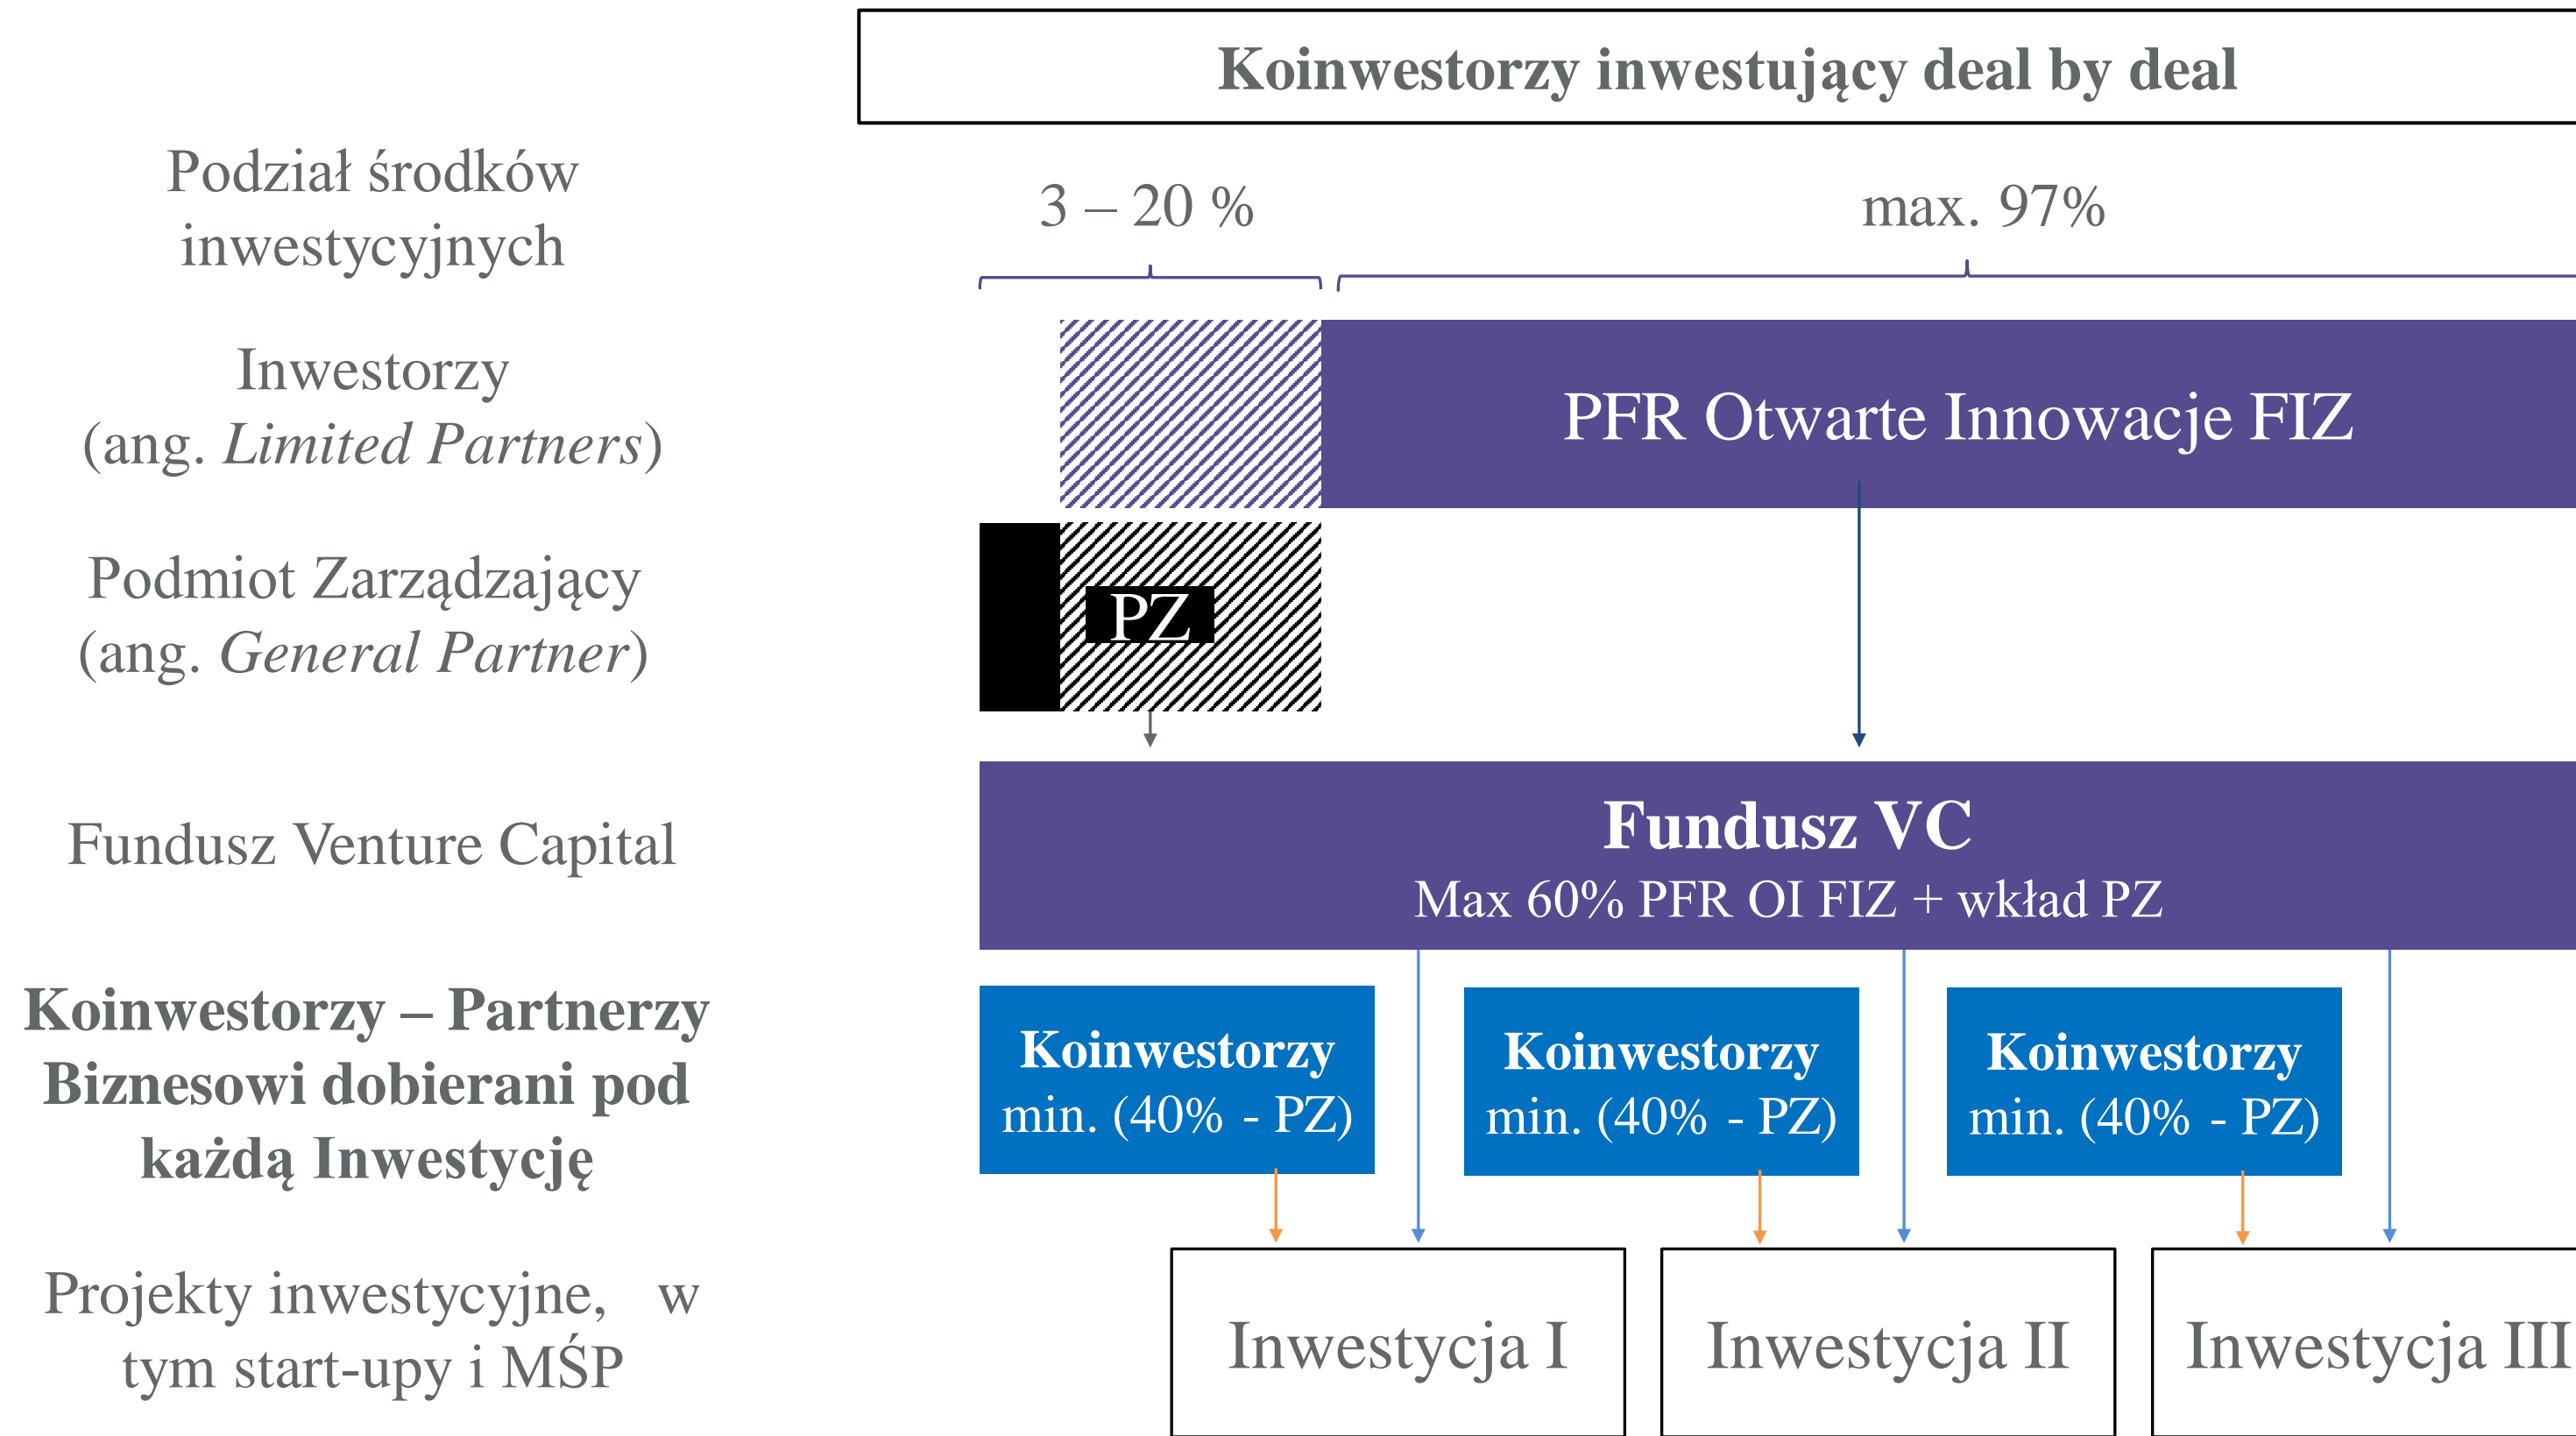 Koinwestorzy inwestujący deal by deal
Podział środków
inwestycyjnych
3 – 20 %
max. 97%
Inwestorzy
(ang. Limited Partners)
PFR Otwarte Innowacje FIZ
Podmiot Zarządzający
(ang. General Partner)
PZ
Fundusz Venture Capital
Fundusz VC
Max 60% PFR OI FIZ + wkład PZ
Koinwestorzy – Partnerzy
Biznesowi dobierani pod
każdą Inwestycję
Koinwestorzy
min. (40% - PZ)
Koinwestorzy
min. (40% - PZ)
Koinwestorzy
min. (40% - PZ)
Projekty inwestycyjne, w
tym start-upy i MŚP
Inwestycja I
Inwestycja II
Inwestycja III